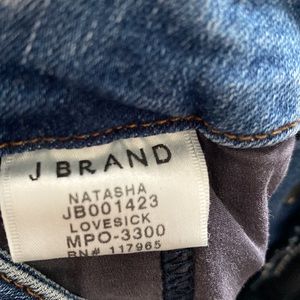 J BRAND
NATASHA
JB001423
LOVESICK
MPO-3300
RN# 117965